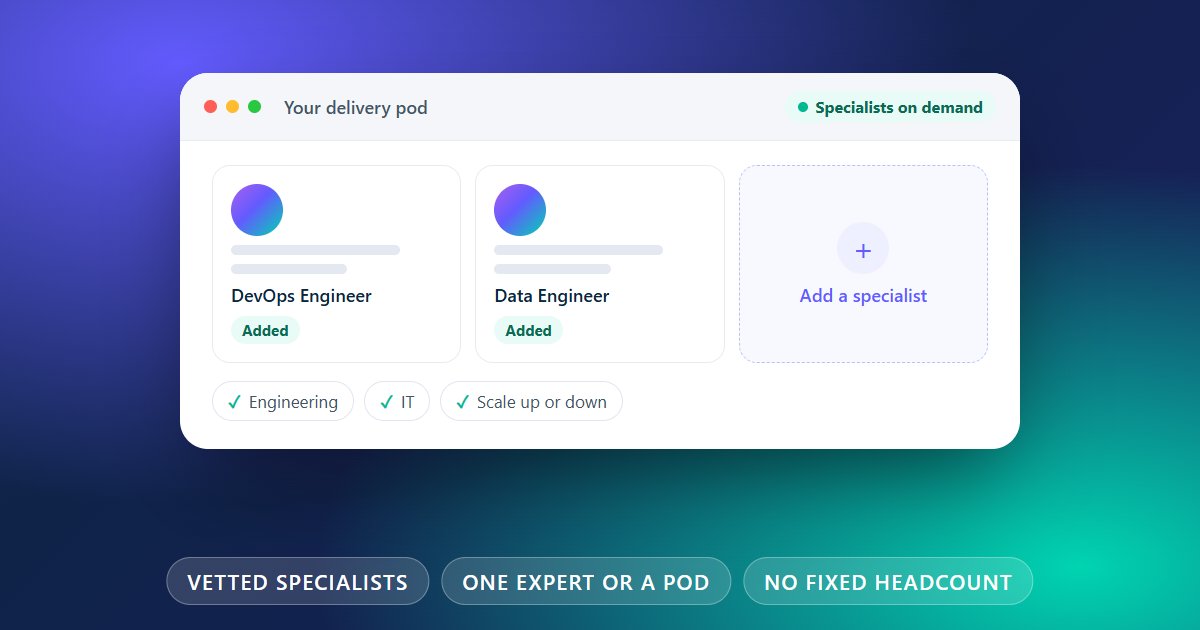 Your delivery pod
Specialists on demand
DevOps Engineer
Added
Data Engineer
Added
+
Add a specialist
✓ Engineering
✓ IT
✓ Scale up or down
VETTED SPECIALISTS
ONE EXPERT OR A POD
NO FIXED HEADCOUNT